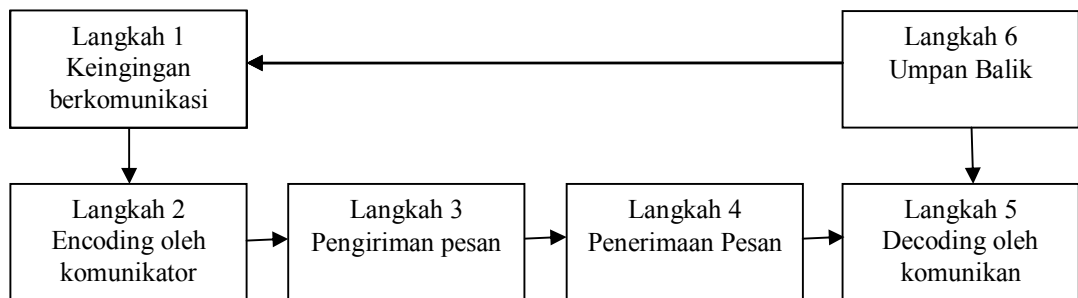 Langkah 1
Keingingan
berkomunikasi
Langkah 6
Umpan Balik
Langkah 2
Encoding oleh
komunikator
Langkah 3
Pengiriman pesan
Langkah 4
Penerimaan Pesan
Langkah 5
Decoding oleh
komunikan